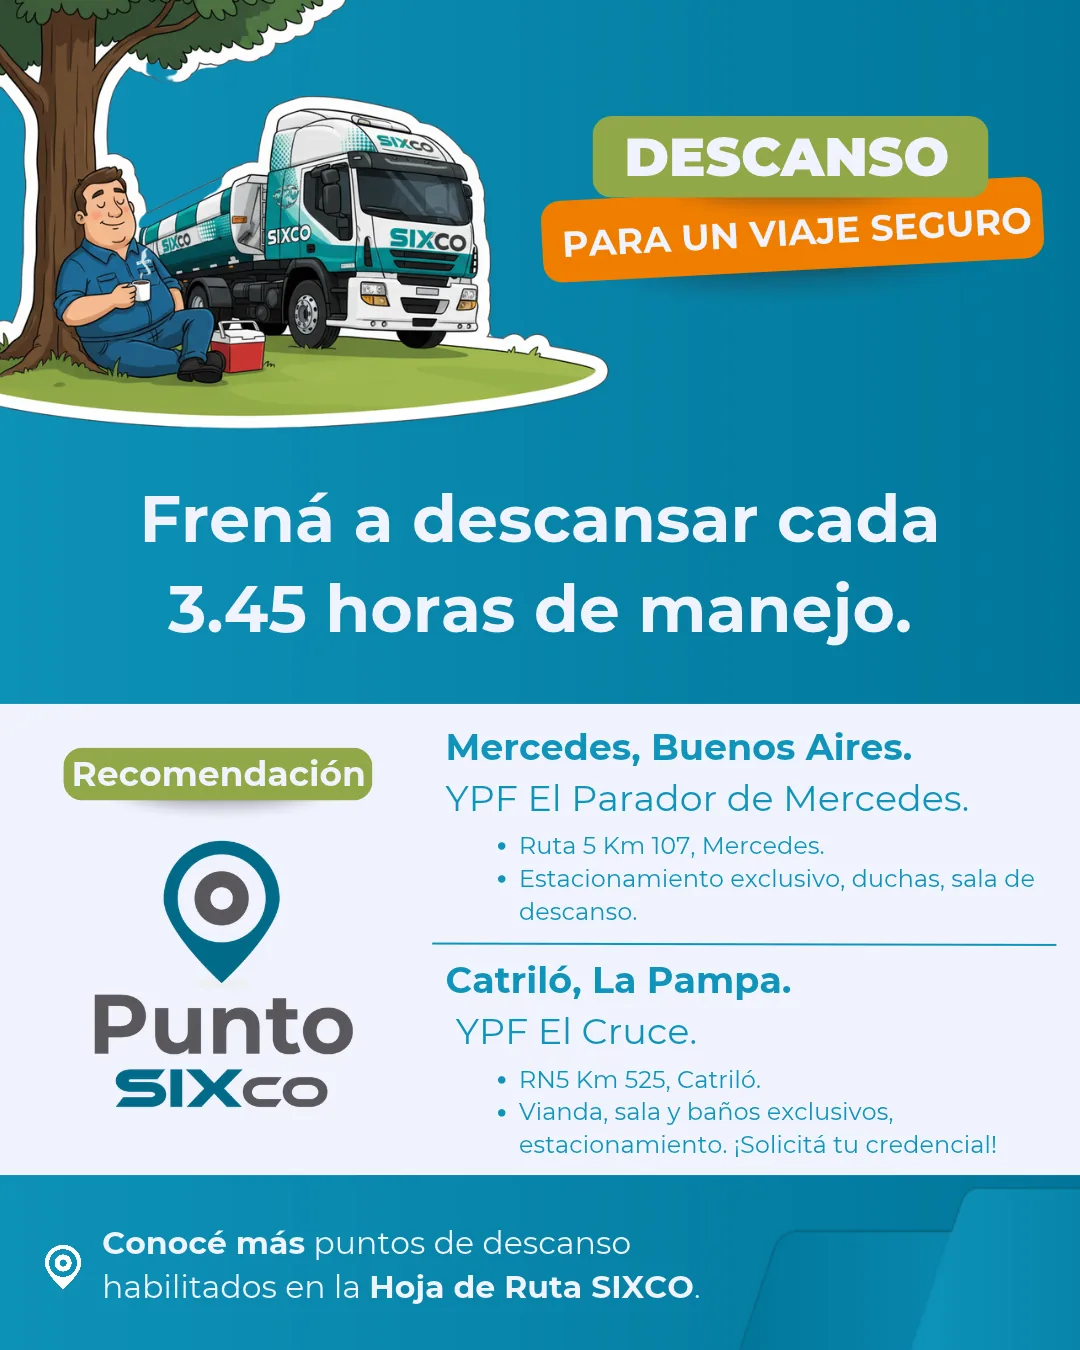 SIXCO
SIXCO
SIXCO
SIXCO
DESCANSO
PARA UN VIAJE SEGURO
Frená a descansar cada
3.45 horas de manejo.
Recomendación
Punto
SIXCO
Mercedes, Buenos Aires.
YPF El Parador de Mercedes.
• Ruta 5 Km 107, Mercedes.
• Estacionamiento exclusivo, duchas, sala de
descanso.
Catriló, La Pampa.
YPF El Cruce.
• RN5 Km 525, Catriló.
• Vianda, sala y baños exclusivos,
estacionamiento. ¡Solicitá tu credencial!
Conocé más puntos de descanso
habilitados en la Hoja de Ruta SIXCO.